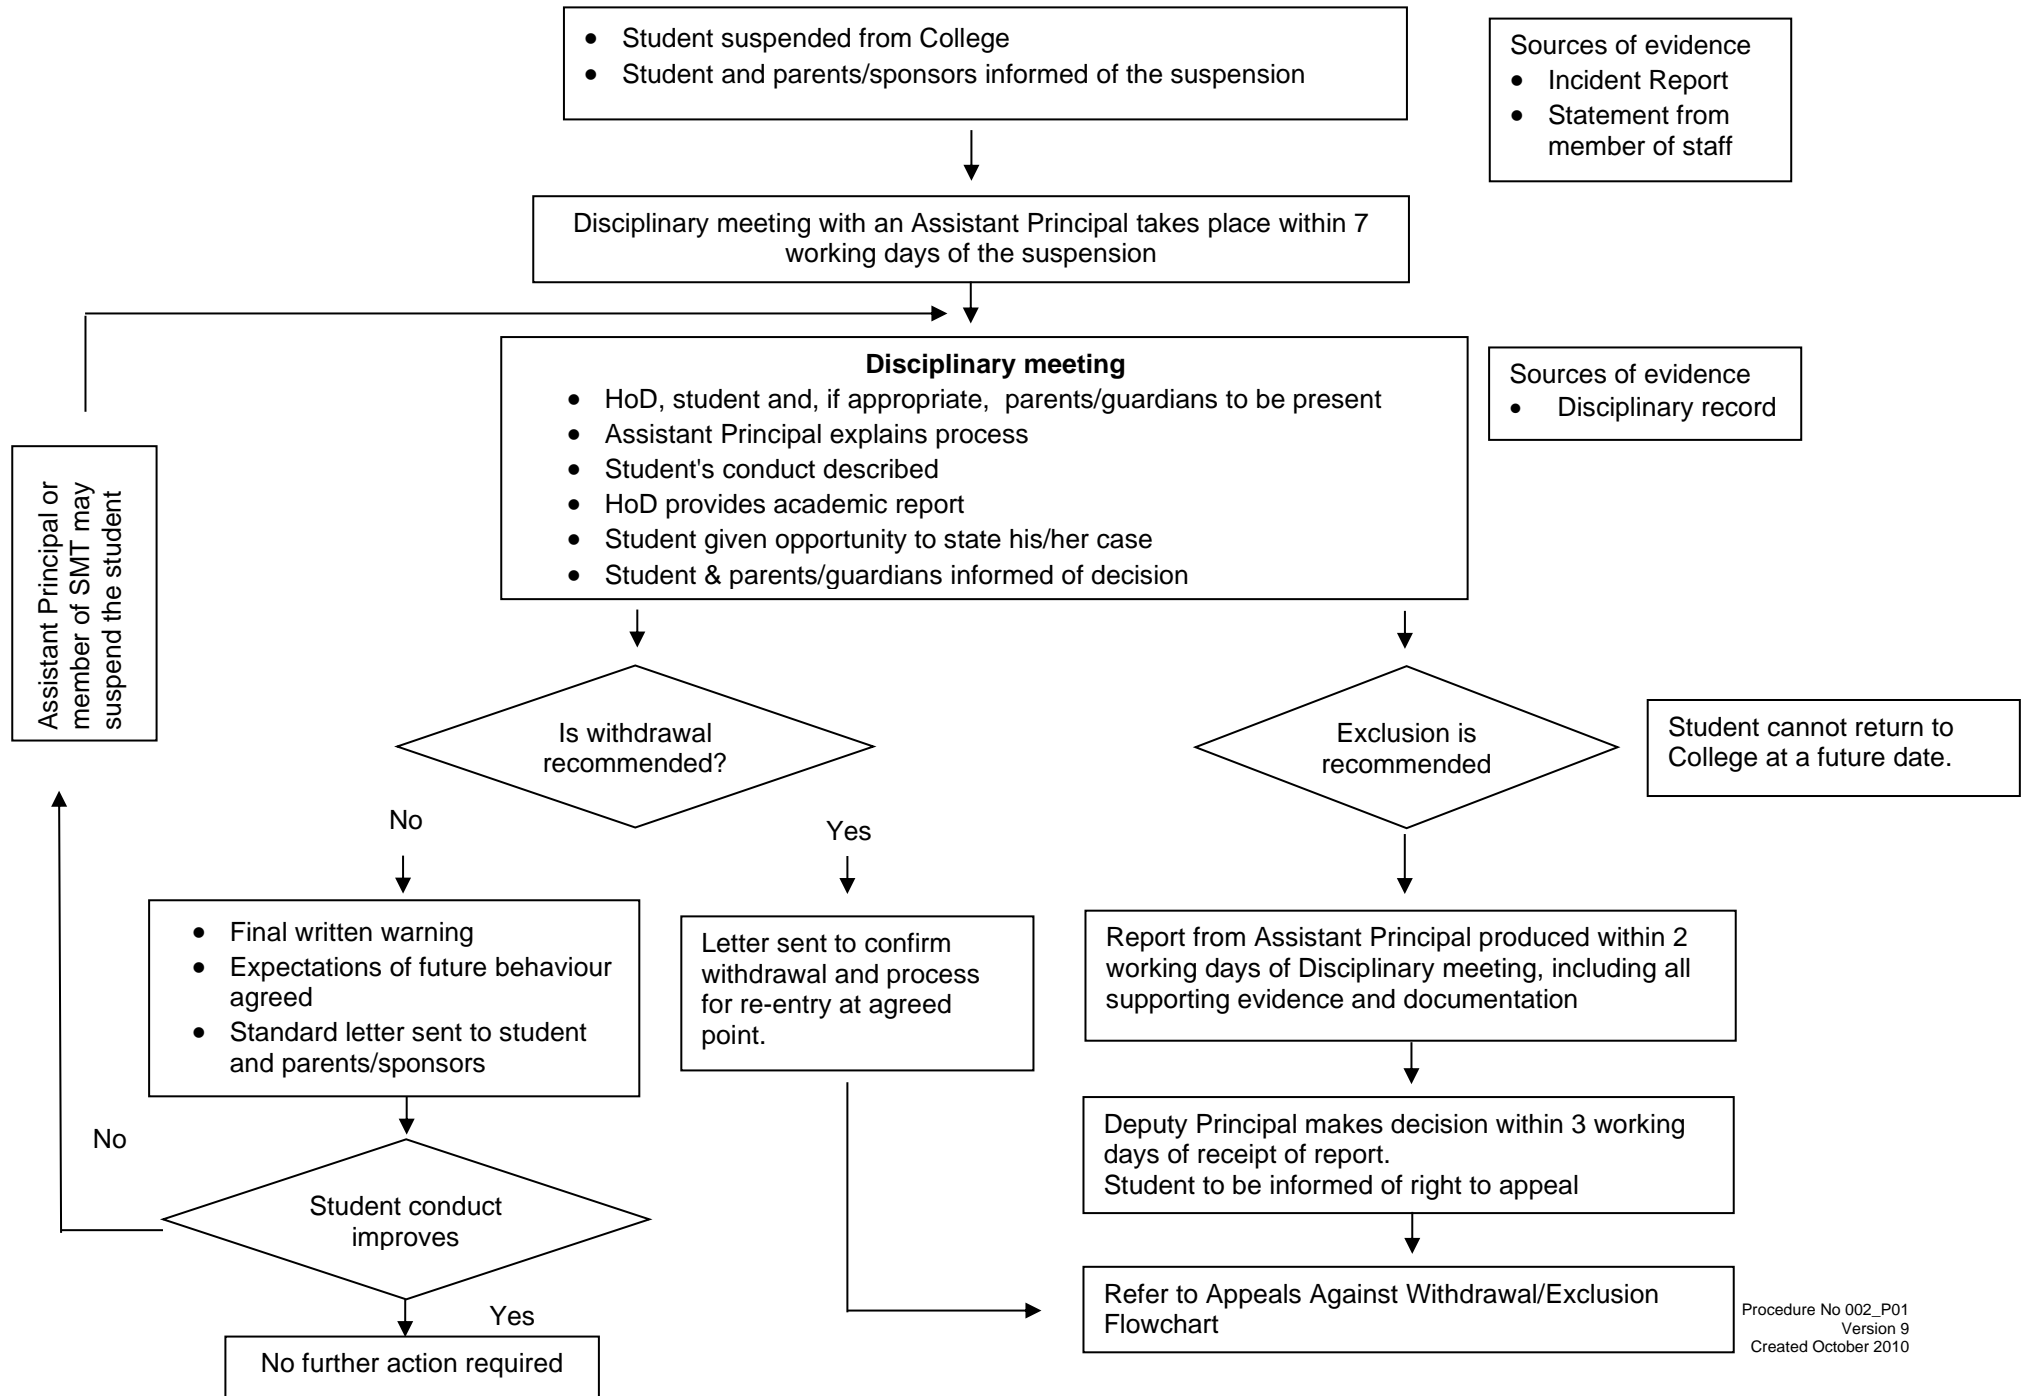 • Student suspended from College
• Student and parents/sponsors informed of the suspension
Sources of evidence
• Incident Report
• Statement from
member of staff
Disciplinary meeting with an Assistant Principal takes place within 7
working days of the suspension
Disciplinary meeting
• HoD, student and, if appropriate,  parents/guardians to be present
• Assistant Principal explains process
• Student's conduct described
• HoD provides academic report
• Student given opportunity to state his/her case
• Student & parents/guardians informed of decision
Sources of evidence
• Disciplinary record
Assistant Principal or
member of SMT may
suspend the student
Is withdrawal
recommended?
Exclusion is
recommended
Student cannot return to
College at a future date.
No
Yes
• Final written warning
• Expectations of future behaviour
agreed
• Standard letter sent to student
and parents/sponsors
Letter sent to confirm
withdrawal and process
for re-entry at agreed
point.
Report from Assistant Principal produced within 2
working days of Disciplinary meeting, including all
supporting evidence and documentation
Deputy Principal makes decision within 3 working
days of receipt of report.
Student to be informed of right to appeal
No
Student conduct
improves
Yes
No further action required
Refer to Appeals Against Withdrawal/Exclusion
Flowchart
Procedure No 002_P01
Version 9
Created October 2010